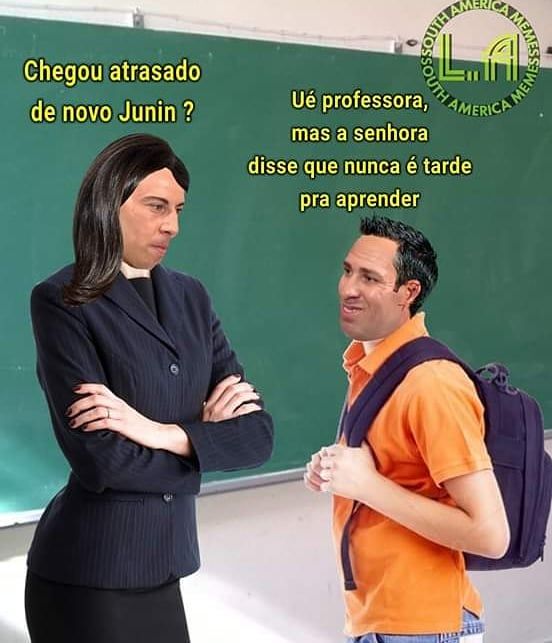 Chegou atrasado
de novo Junin ?
Ué professora,
mas a senhora
disse que nunca é tarde
pra aprender
SOUTH AMERICA MEMES
L.A
SOUTH AMERICA MEMES